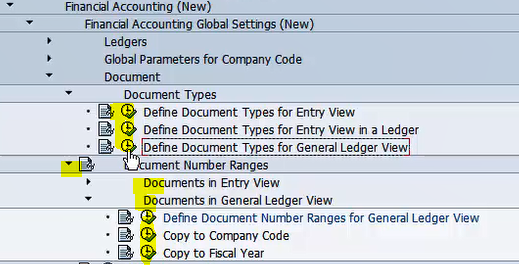 Financial Accounting (New)
Financial Accounting Global Settings (New)
Ledgers
Global Parameters for Company Code
Document
Document Types
Define Document Types for Entry View
Define Document Types for Entry View in a Ledger
Define Document Types for General Ledger View
Document Number Ranges
Documents in Entry View
Documents in General Ledger View
Define Document Number Ranges for General Ledger View
Copy to Company Code
Copy to Fiscal Year